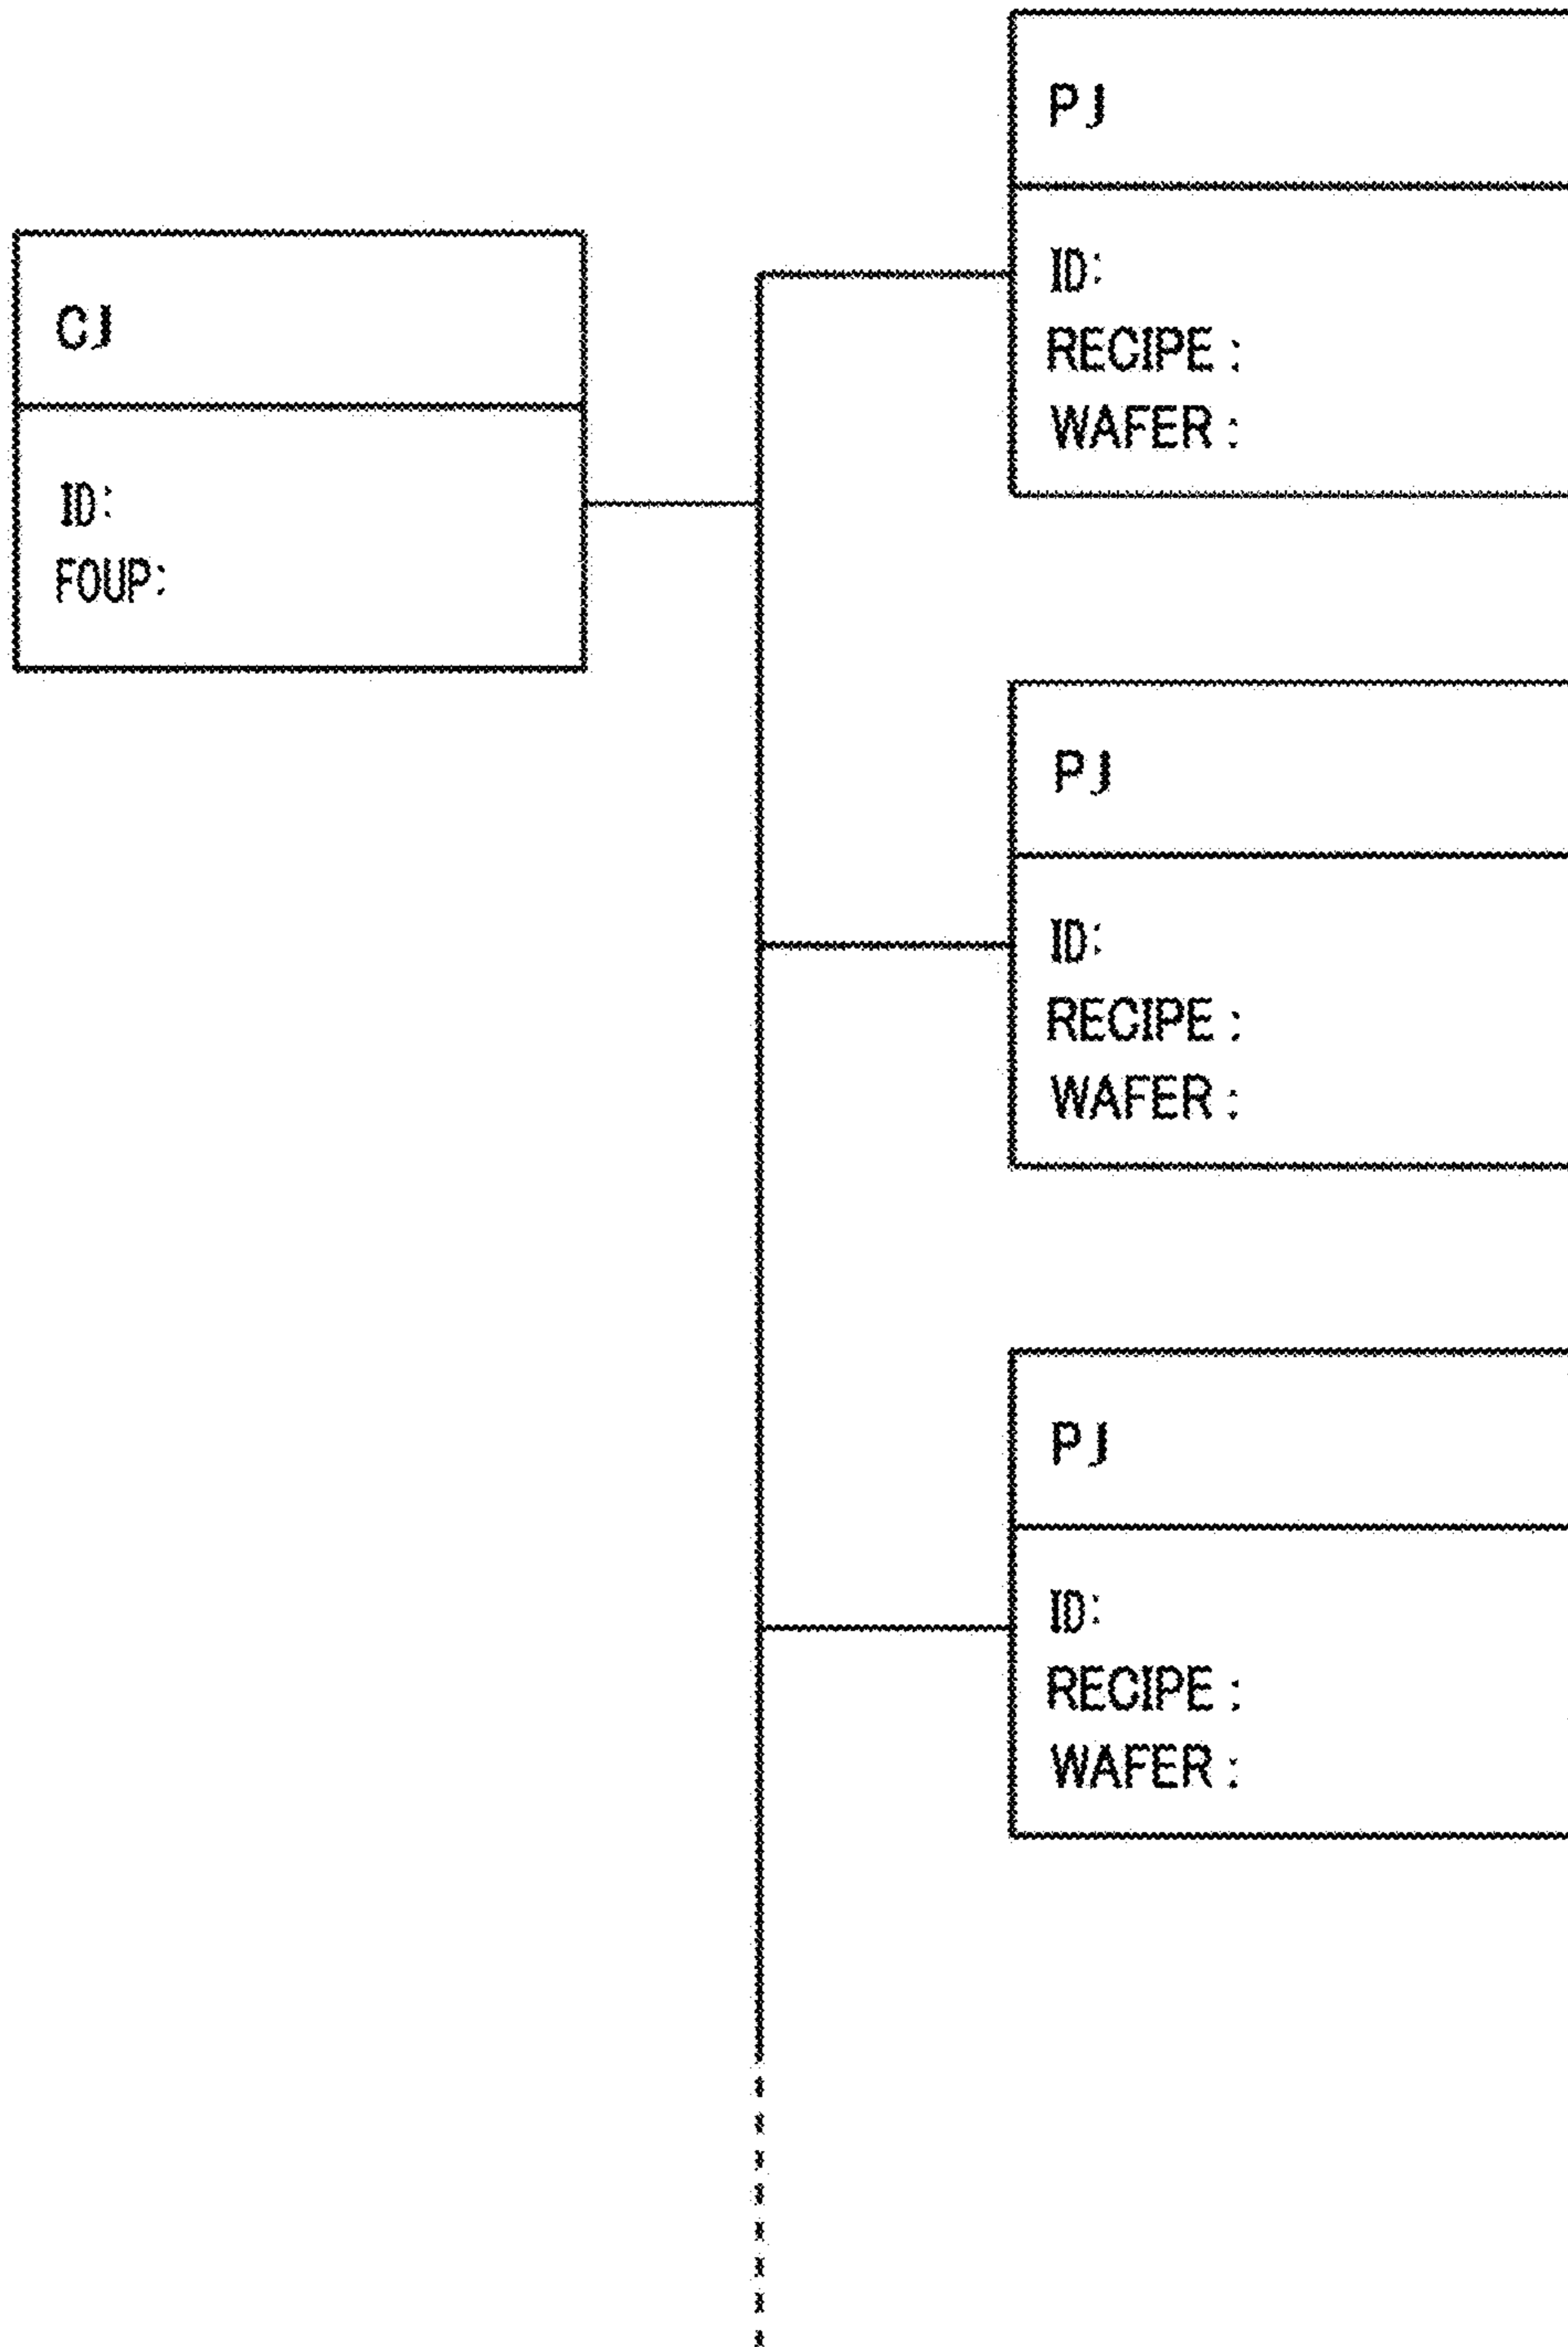 CJ
ID:
FOUP:
PJ
ID:
RECIPE :
WAFER :
PJ
ID:
RECIPE :
WAFER :
PJ
ID:
RECIPE :
WAFER :